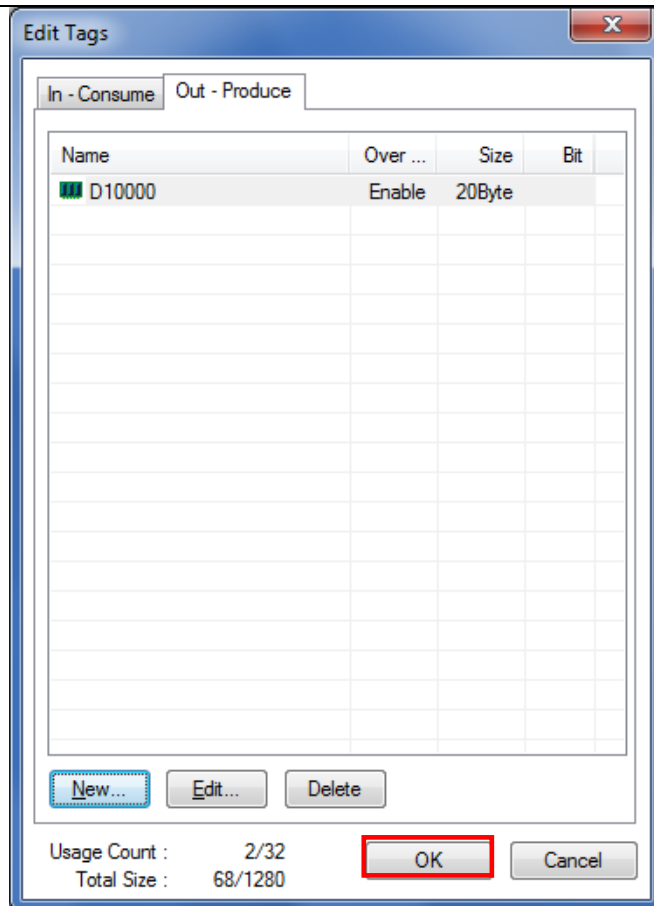 Edit Tags
In - Consume Out - Produce
Name Over ... Size Bit
D10000 Enable 20Byte
New... Edit... Delete
Usage Count : 2/32 OK Cancel
Total Size : 68/1280